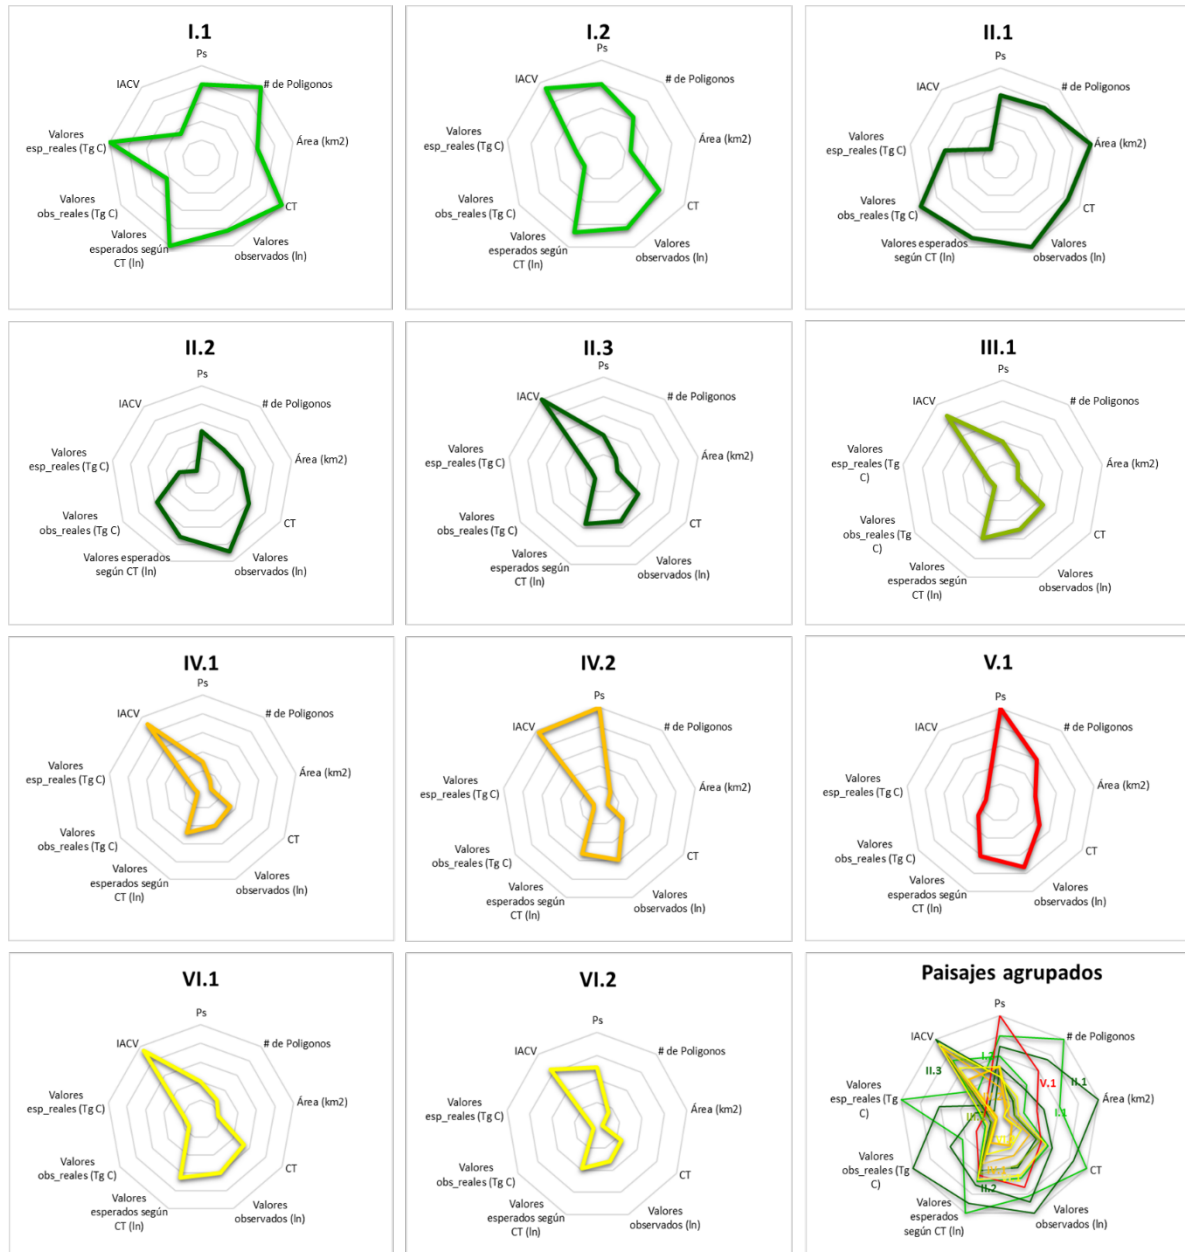 I.1
Ps
# de Poligonos
Área (km2)
CT
Valores
observados (ln)
Valores
esperados según
CT (ln)
Valores
obs_reales (Tg C)
Valores
esp_reales (Tg C)
IACV
I.2
Ps
# de Poligonos
Área (km2)
CT
Valores
observados (ln)
Valores
esperados según
CT (ln)
Valores
obs_reales (Tg C)
Valores
esp_reales (Tg C)
IACV
II.1
Ps
# de Poligonos
Área (km2)
CT
Valores
observados (ln)
Valores esperados
según CT (ln)
Valores
obs_reales (Tg C)
Valores
esp_reales (Tg C)
IACV
II.2
Ps
# de Poligonos
Área (km2)
CT
Valores
observados (ln)
Valores esperados
según CT (ln)
Valores
obs_reales (Tg C)
Valores
esp_reales (Tg C)
IACV
II.3
Ps
# de Poligonos
Área (km2)
CT
Valores
observados (ln)
Valores
esperados según
CT (ln)
Valores
obs_reales (Tg C)
Valores
esp_reales (Tg C)
IACV
III.1
Ps
# de Poligonos
Área (km2)
CT
Valores
observados (ln)
Valores
esperados según
CT (ln)
Valores
obs_reales (Tg
C)
Valores
esp_reales (Tg
C)
IACV
IV.1
Ps
# de Poligonos
Área (km2)
CT
Valores
observados (ln)
Valores
esperados según
CT (ln)
Valores
obs_reales (Tg C)
Valores
esp_reales (Tg C)
IACV
IV.2
Ps
# de Poligonos
Área (km2)
CT
Valores
observados (ln)
Valores
esperados según
CT (ln)
Valores
obs_reales (Tg C)
Valores
esp_reales (Tg C)
IACV
V.1
Ps
# de Poligonos
Área (km2)
CT
Valores
observados (ln)
Valores
esperados según
CT (ln)
Valores
obs_reales (Tg C)
Valores
esp_reales (Tg C)
IACV
VI.1
Ps
# de Poligonos
Área (km2)
CT
Valores
observados (ln)
Valores
esperados según
CT (ln)
Valores
obs_reales (Tg C)
Valores
esp_reales (Tg C)
IACV
VI.2
Ps
# de Poligonos
Área (km2)
CT
Valores
observados (ln)
Valores
esperados según
CT (ln)
Valores
obs_reales (Tg C)
Valores
esp_reales (Tg C)
IACV
Paisajes agrupados
Ps
# de Poligonos
Área (km2)
CT
Valores
observados (ln)
Valores
esperados
según CT (ln)
Valores
obs_reales (Tg
C)
Valores
esp_reales (Tg
C)
IACV
I.2
II.3
V.1
II.1
I.1
II.2